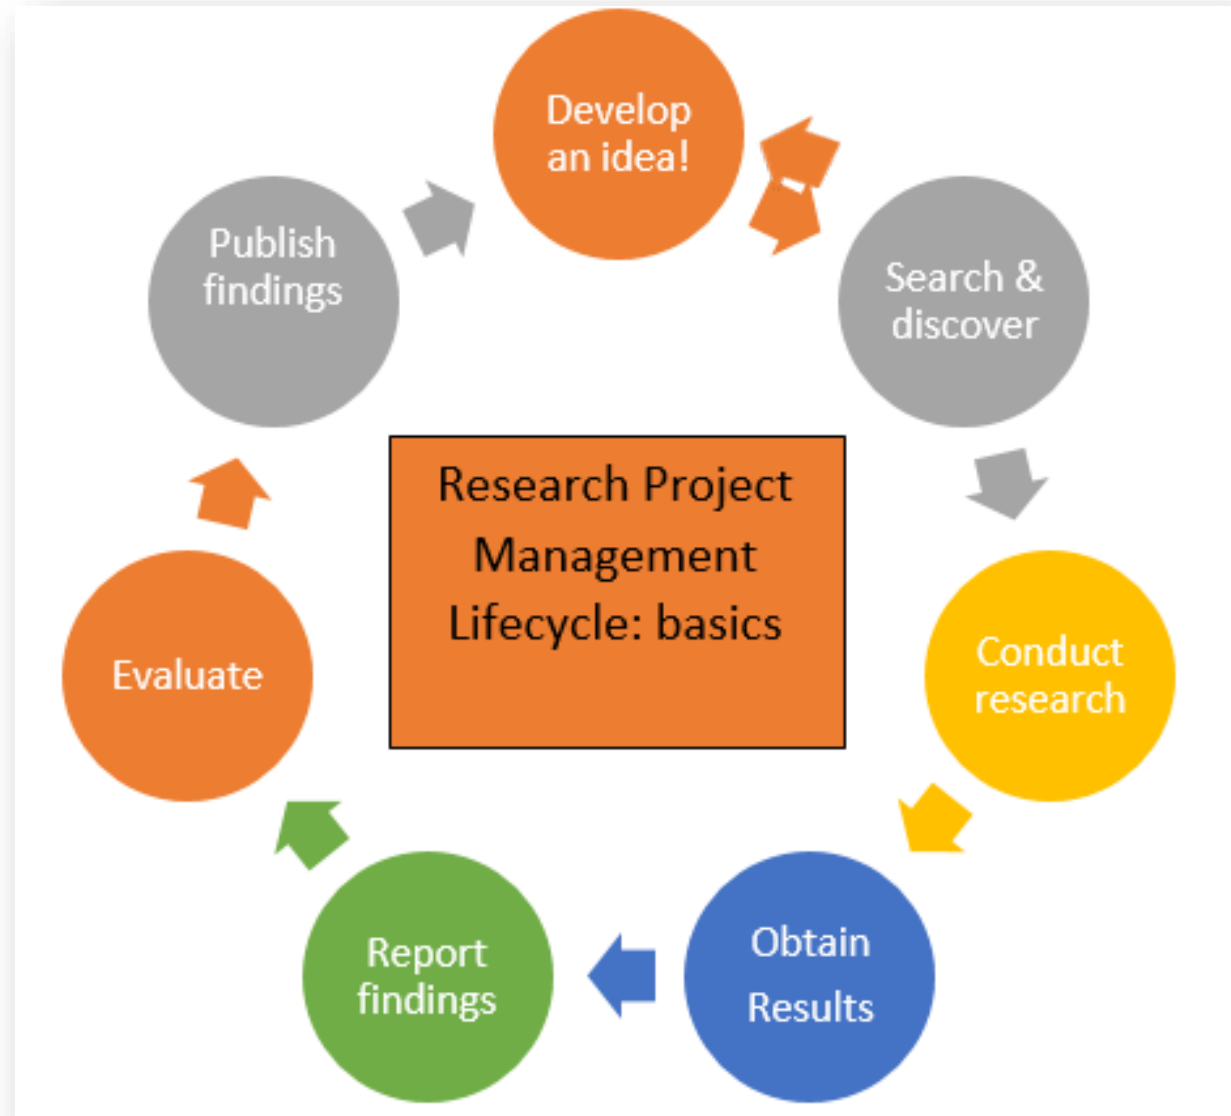 Develop
an idea!
Search &
discover
Conduct
research
Obtain
Results
Report
findings
Evaluate
Publish
findings
Research Project
Management
Lifecycle: basics